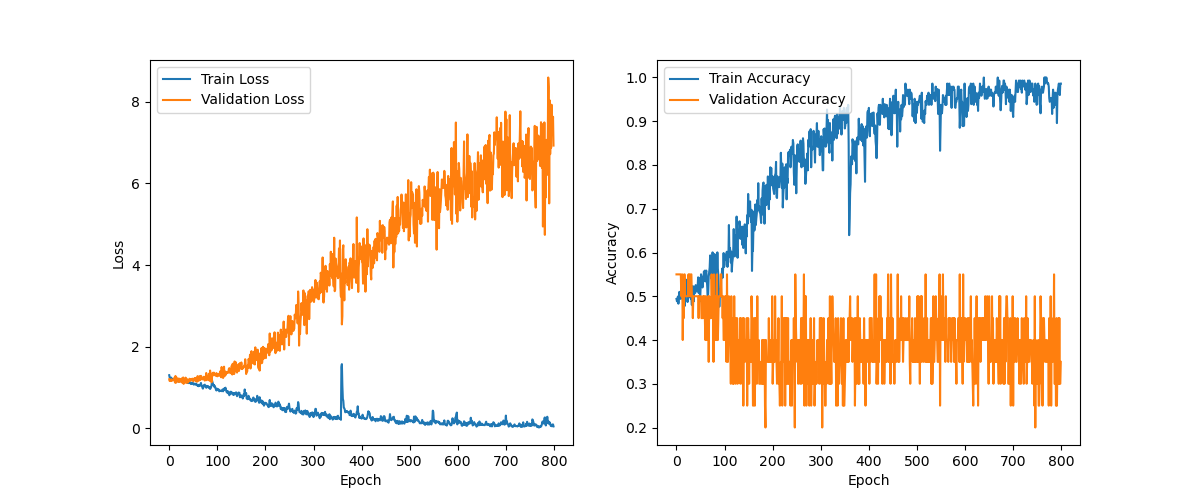 Train Loss
Validation Loss
8
6
4
2
0
Loss
0 100 200 300 400 500 600 700 800
Epoch
Train Accuracy
Validation Accuracy
1.0
0.9
0.8
0.7
0.6
0.5
0.4
0.3
0.2
Accuracy
0 100 200 300 400 500 600 700 800
Epoch